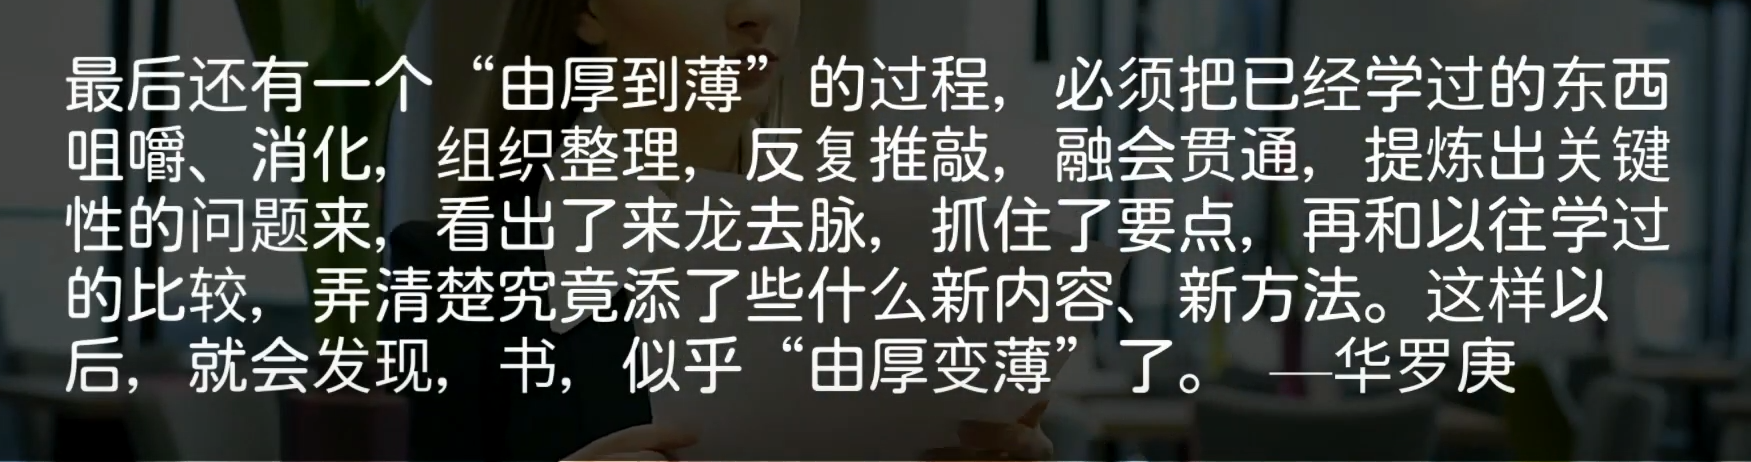 最后还有一个“由厚到薄”的过程，必须把已经学过的东西
咀嚼、消化，组织整理，反复推敲，融会贯通，提炼出关键
性的问题来，看出了来龙去脉，抓住了要点，再和以往学过
的比较，弄清楚究竟添了些什么新内容、新方法。这样以
后，就会发现，书，似乎“由厚变薄”了。 —华罗庚